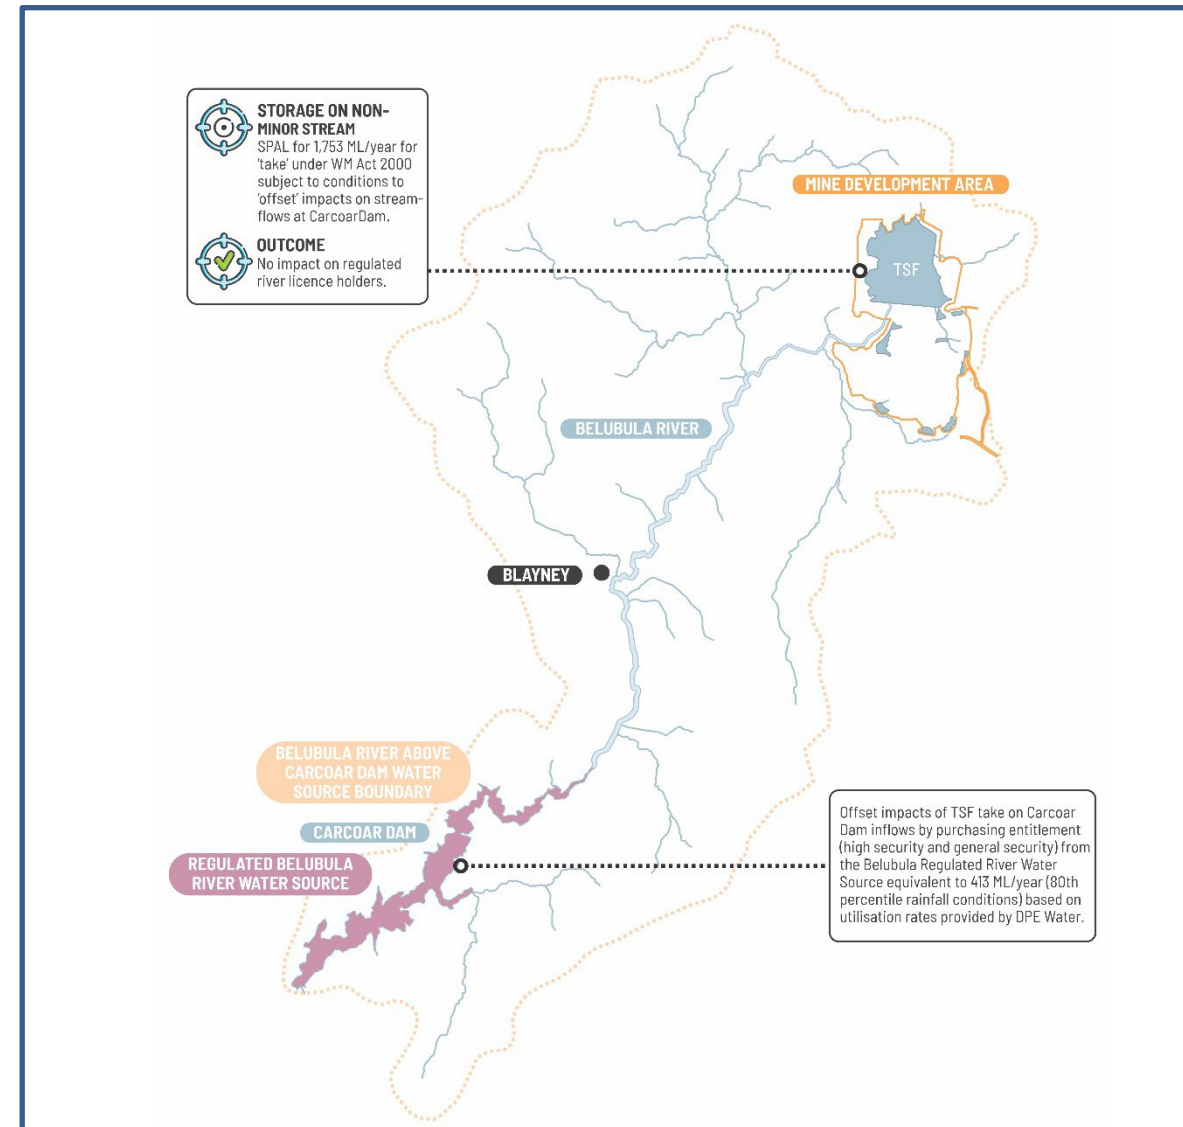 STORAGE ON NON-
MINOR STREAM
SPAL for 1,753 ML/year for
'take' under WM Act 2000
subject to conditions to
'offset' impacts on stream-
flows at CarcoarDam.
OUTCOME
No impact on regulated
river licence holders.
MINE DEVELOPMENT AREA
TSF
BELUBULA RIVER
BLAYNEY
BELUBULA RIVER ABOVE
CARCOAR DAM WATER
SOURCE BOUNDARY
CARCOAR DAM
REGULATED BELUBULA
RIVER WATER SOURCE
Offset impacts of TSF take on Carcoar
Dam inflows by purchasing entitlement
(high security and general security) from
the Belubula Regulated River Water
Source equivalent to 413 ML/year (80th
percentile rainfall conditions) based on
utilisation rates provided by DPE Water.